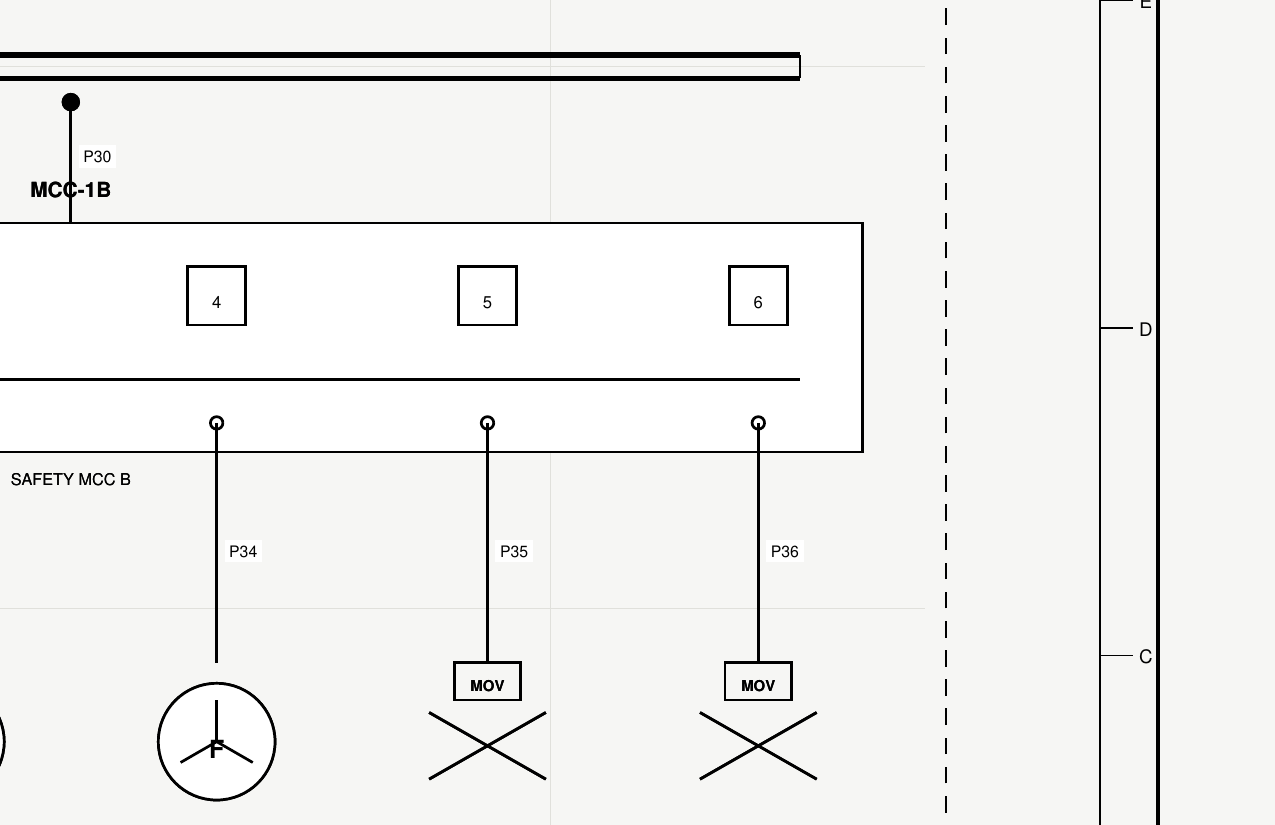 E
P30
MCC-1B
4 5 6
D
SAFETY MCC B
P34 P35 P36
C
MOV MOV
F